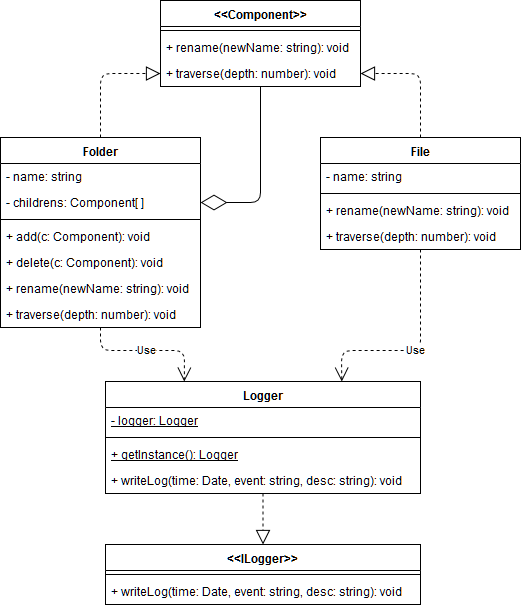 <<Component>>
+ rename(newName: string): void
+ traverse(depth: number): void
Folder
- name: string
- childrens: Component[ ]
+ add(c: Component): void
+ delete(c: Component): void
+ rename(newName: string): void
+ traverse(depth: number): void
File
- name: string
+ rename(newName: string): void
+ traverse(depth: number): void
Use
Use
Logger
- logger: Logger
+ getInstance(): Logger
+ writeLog(time: Date, event: string, desc: string): void
<<ILogger>>
+ writeLog(time: Date, event: string, desc: string): void